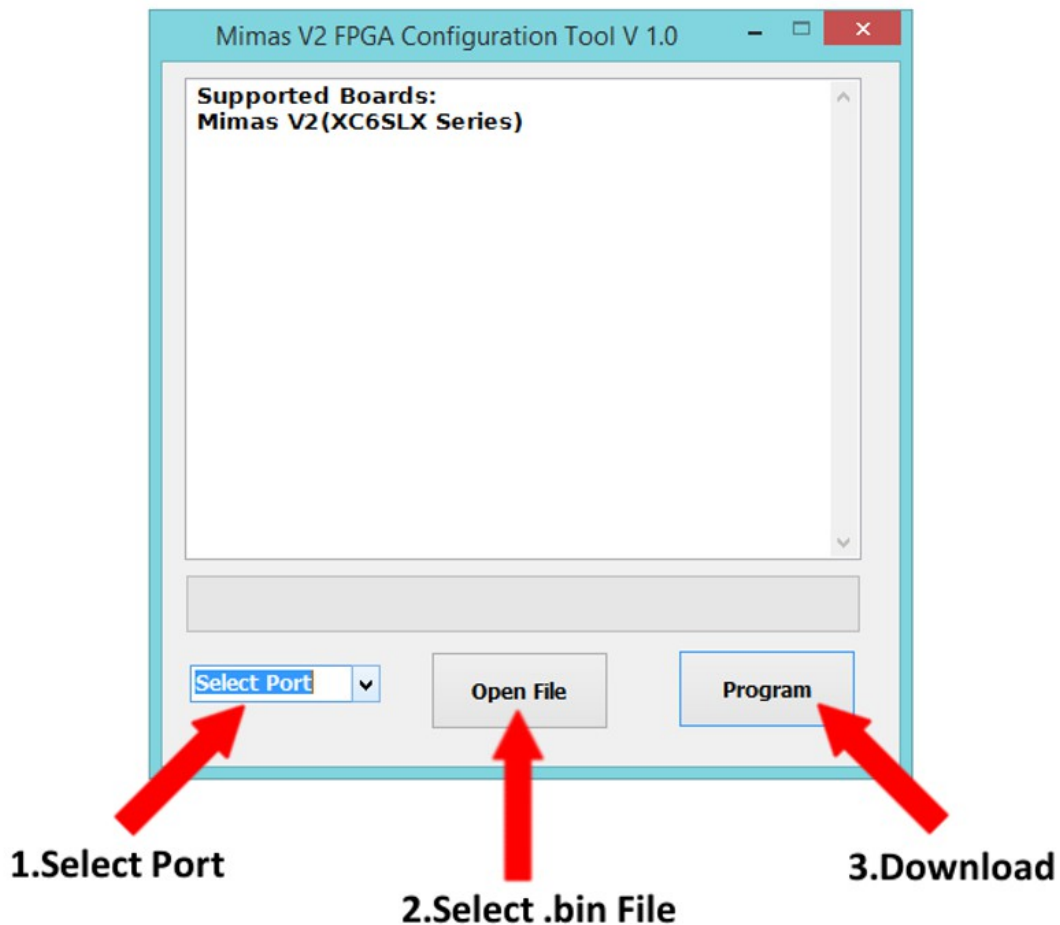 Mimas V2 FPGA Configuration Tool V 1.0
Supported Boards:
Mimas V2(XC6SLX Series)
Select Port
Open File
Program
1.Select Port
2.Select .bin File
3.Download